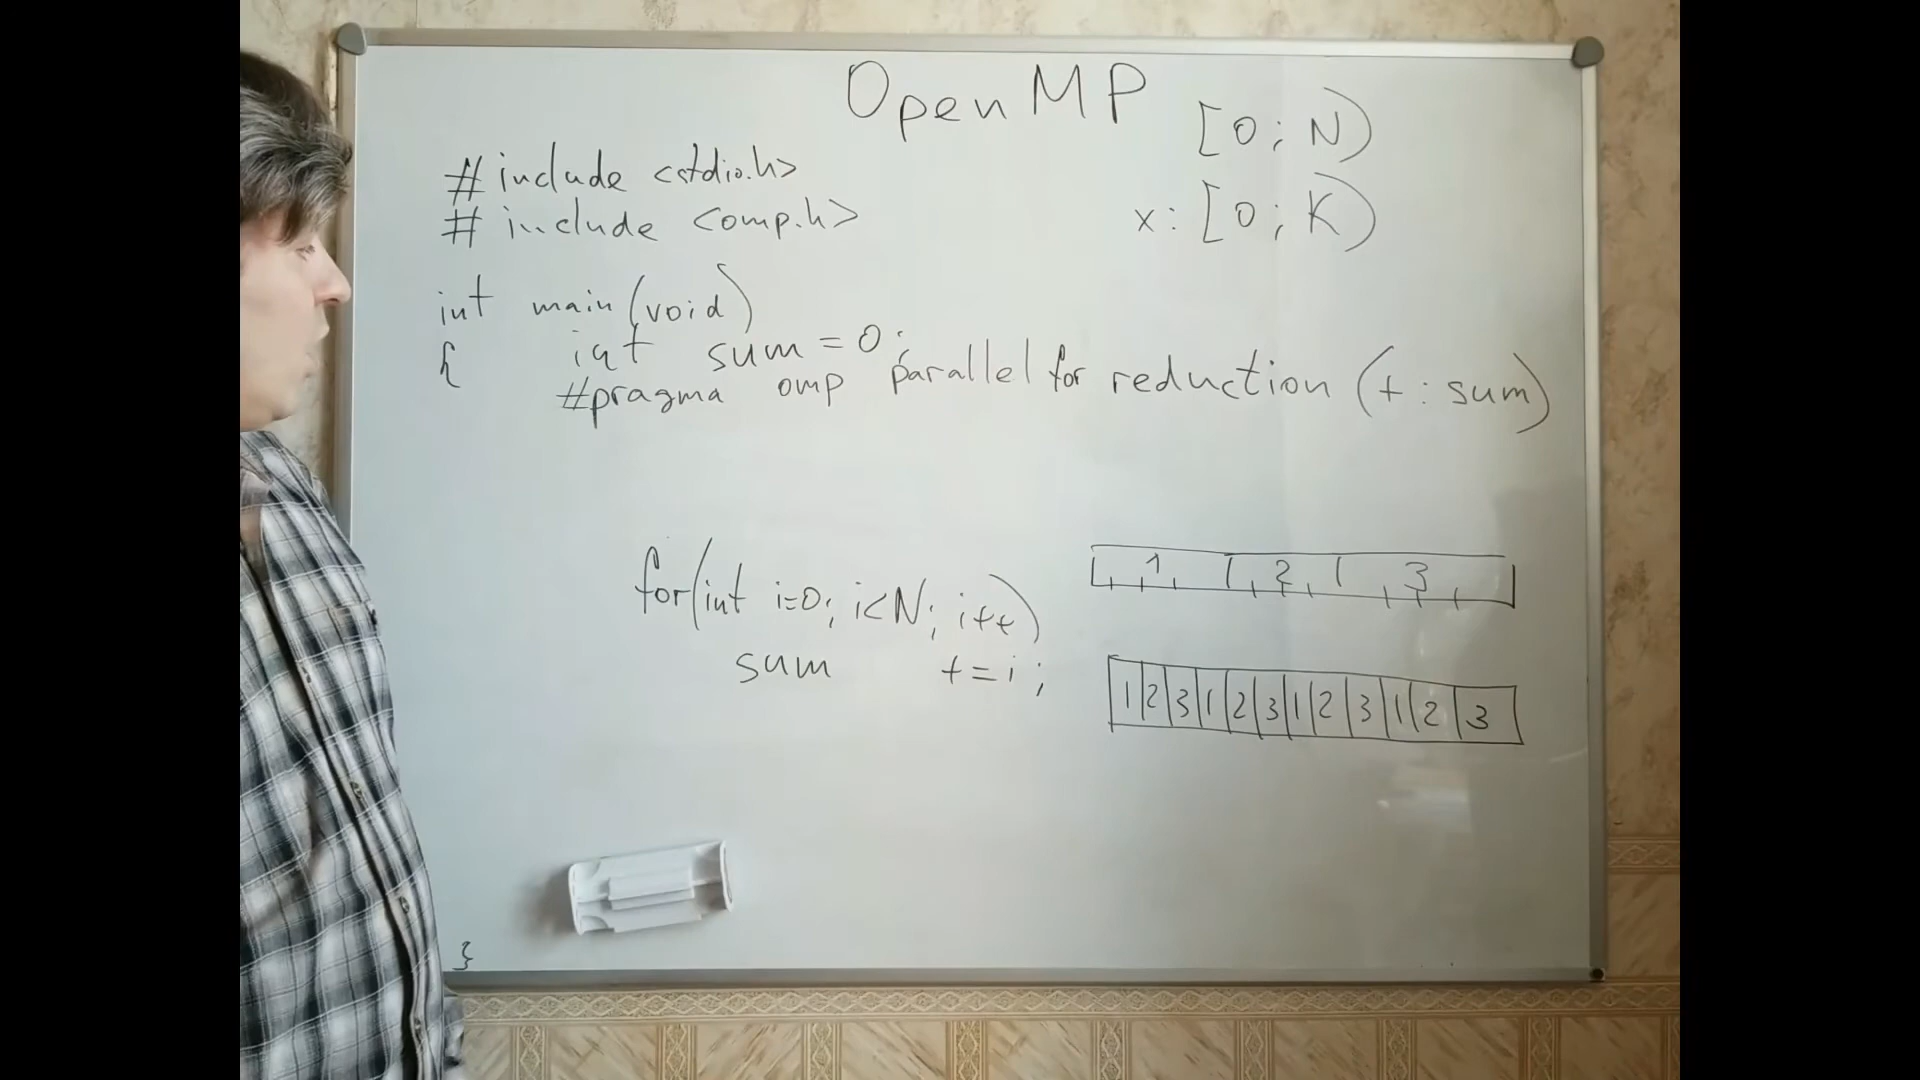 OpenMP
[0 ; N)
#include <stdio.h>
#include <omp.h>
x: [0 ; K)
int main(void)
{ int sum = 0;
#pragma omp parallel for reduction (+ : sum)
for(int i=0; i<N; i++)
sum += i;
1 2 3
1 2 3 1 2 3 1 2 3 1 2 3
}